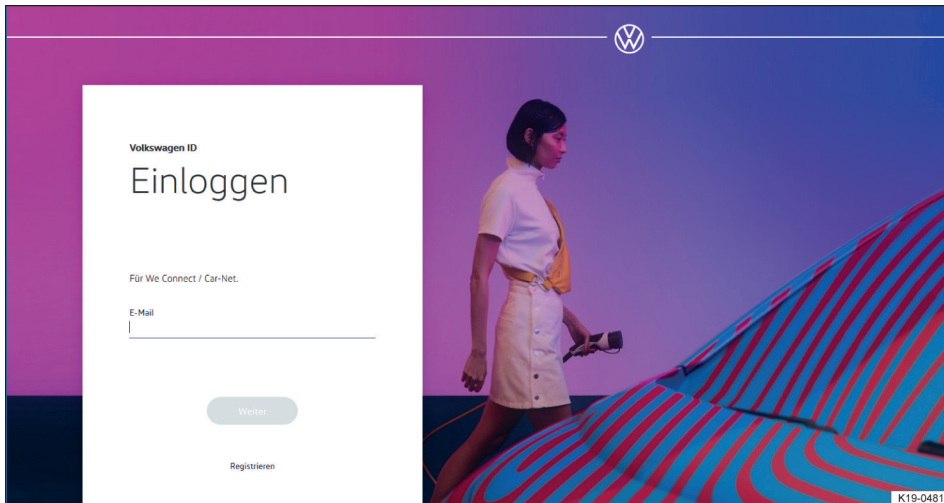 Volkswagen ID
Einloggen
Für We Connect / Car-Net.
E-Mail
Weiter
Registrieren
K19-0481